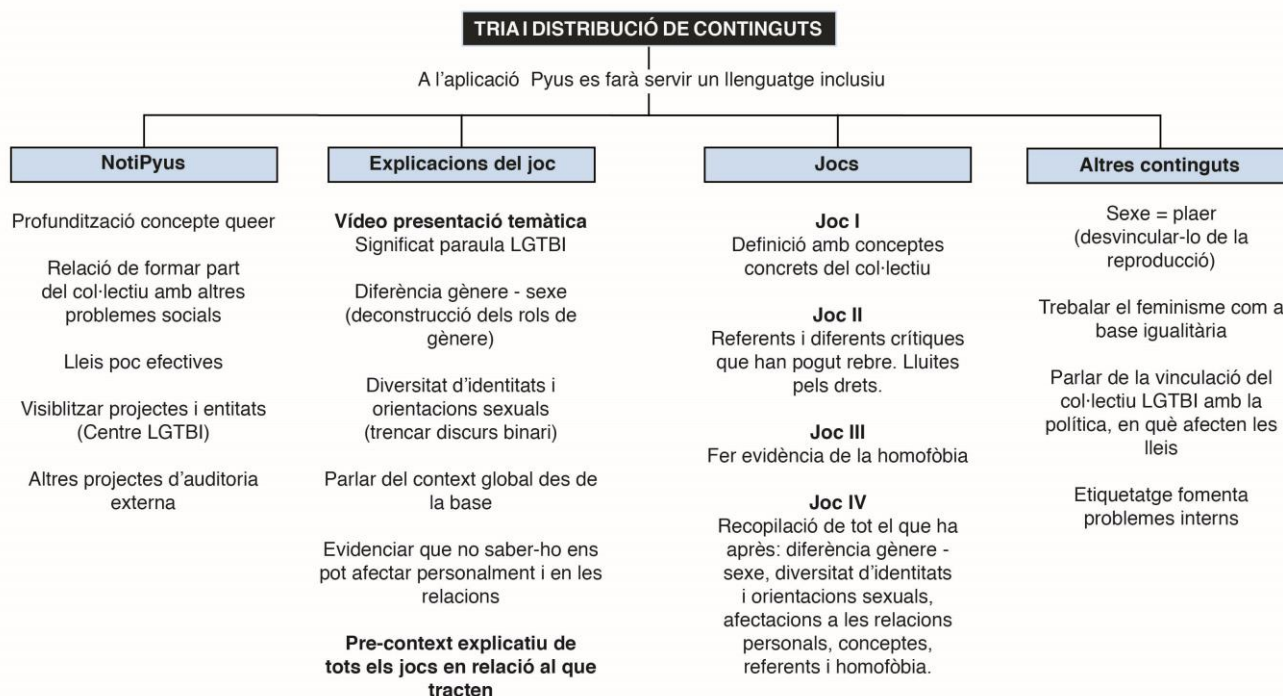 TRIA I DISTRIBUCIÓ DE CONTINGUTS
A l'aplicació Pyus es farà servir un llenguatge inclusiu
NotiPyus
Profundització concepte queer
Relació de formar part
del col·lectiu amb altres
problemes socials
Lleis poc efectives
Visiblitzar projectes i entitats
(Centre LGTBI)
Altres projectes d'auditoria
externa
Explicacions del joc
Vídeo presentació temàtica
Significat paraula LGTBI
Diferència gènere - sexe
(deconstrucció dels rols de
gènere)
Diversitat d'identitats i
orientacions sexuals
(trencar discurs binari)
Parlar del context global des de
la base
Evidenciar que no saber-ho ens
pot afectar personalment i en les
relacions
Pre-context explicatiu de
tots els jocs en relació al que
tracten
Jocs
Joc I
Definició amb conceptes
concrets del col·lectiu
Joc II
Referents i diferents crítiques
que han pogut rebre. Lluites
pels drets.
Joc III
Fer evidència de la homofòbia
Joc IV
Recopilació de tot el que ha
après: diferència gènere -
sexe, diversitat d'identitats
i orientacions sexuals,
afectacions a les relacions
personals, conceptes,
referents i homofòbia.
Altres continguts
Sexe = plaer
(desvincular-lo de la
reproducció)
Trebalar el feminisme com a
base igualitària
Parlar de la vinculació del
col·lectiu LGTBI amb la
política, en què afecten les
lleis
Etiquetatge fomenta
problemes interns